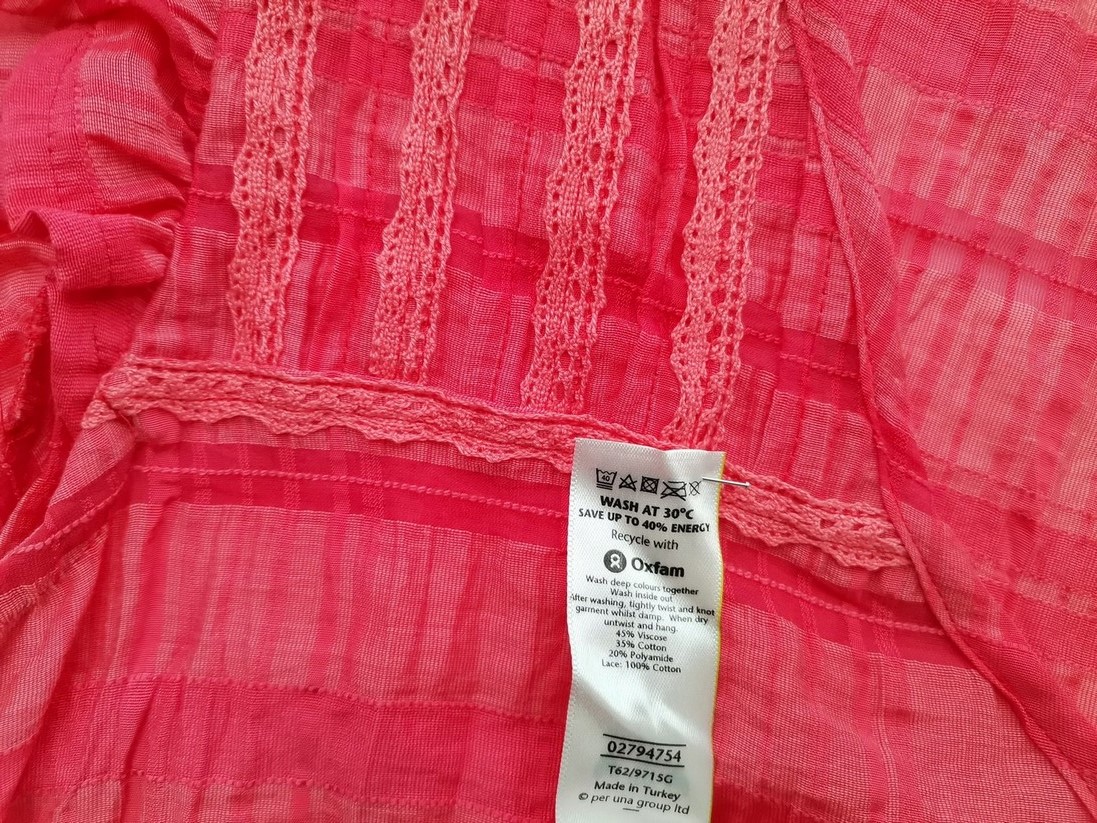 40
WASH AT 30°C
SAVE UP TO 40% ENERGY
Recycle with
Oxfam
Wash deep colours together
Wash inside out
After washing, tightly twist and knot
garment whilst damp. When dry
untwist and hang.
45% Viscose
35% Cotton
20% Polyamide
Lace: 100% Cotton
02794754
T62/9715G
Made in Turkey
© per una group ltd